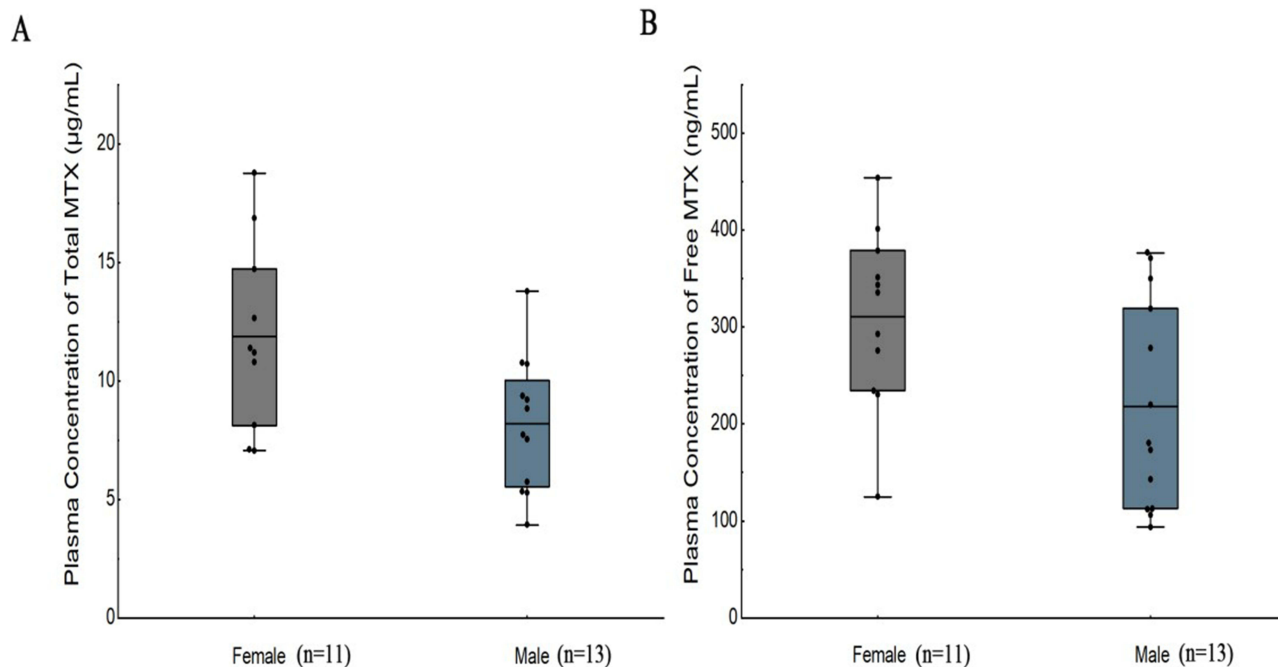 A
Plasma Concentration of Total MTX (µg/mL)
20
15
10
5
0
Female (n=11)
Male (n=13)
B
Plasma Concentration of Free MTX (ng/mL)
500
400
300
200
100
0
Female (n=11)
Male (n=13)